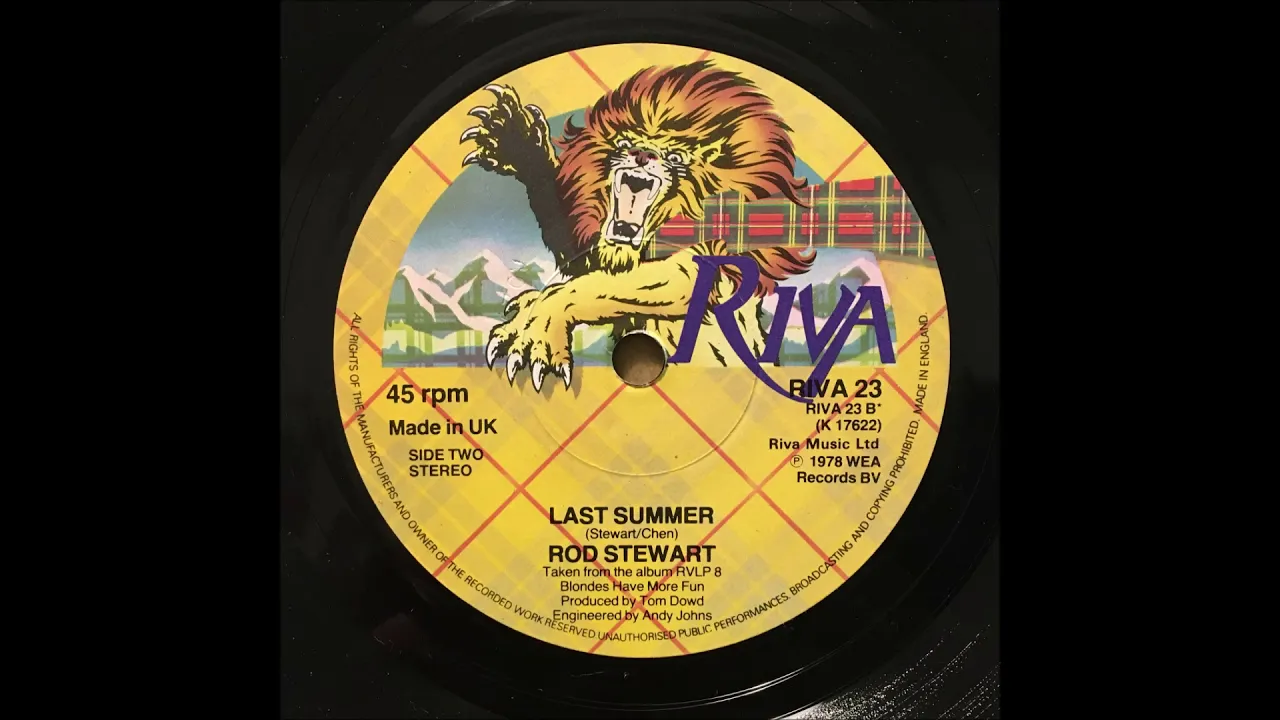 RIVA
45 rpm
Made in UK
SIDE TWO
STEREO
RIVA 23
RIVA 23 B*
(K 17622)
Riva Music Ltd
℗ 1978 WEA
Records BV
LAST SUMMER
(Stewart/Chen)
ROD STEWART
Taken from the album RVLP 8
Blondes Have More Fun
Produced by Tom Dowd
Engineered by Andy Johns
ALL RIGHTS OF THE MANUFACTURERS AND OWNER OF THE RECORDED WORK RESERVED. UNAUTHORISED PUBLIC PERFORMANCES. BROADCASTING AND COPYING PROHIBITED. MADE IN ENGLAND.